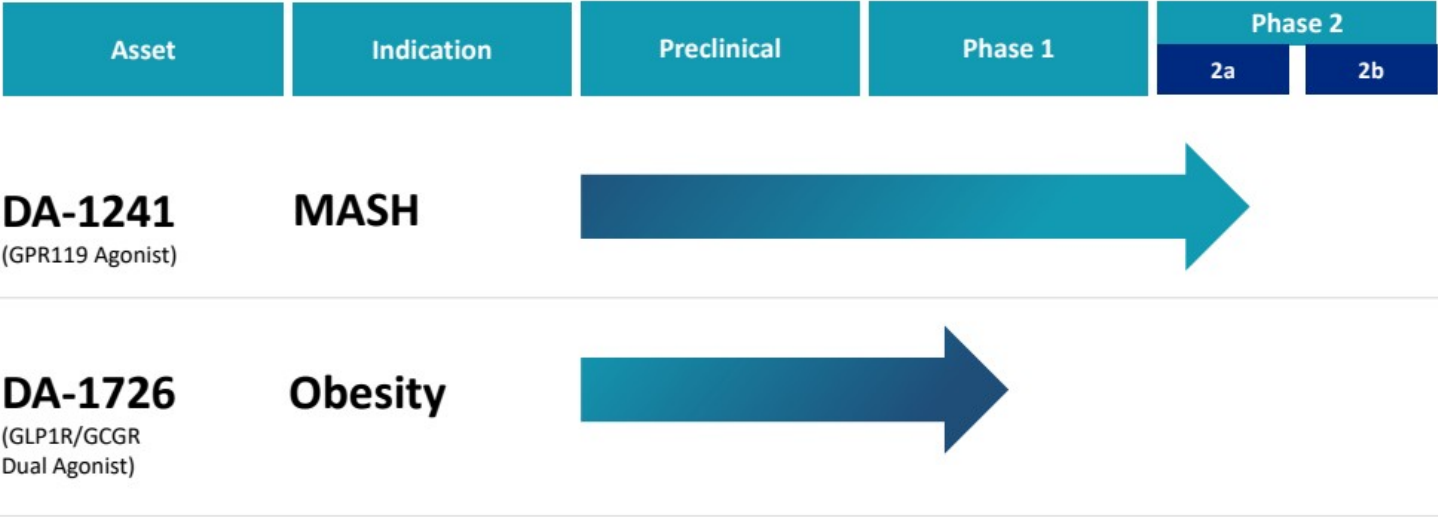 Asset
Indication
Preclinical
Phase 1
Phase 2
2a
2b
DA-1241
(GPR119 Agonist)
MASH
DA-1726
(GLP1R/GCGR
Dual Agonist)
Obesity